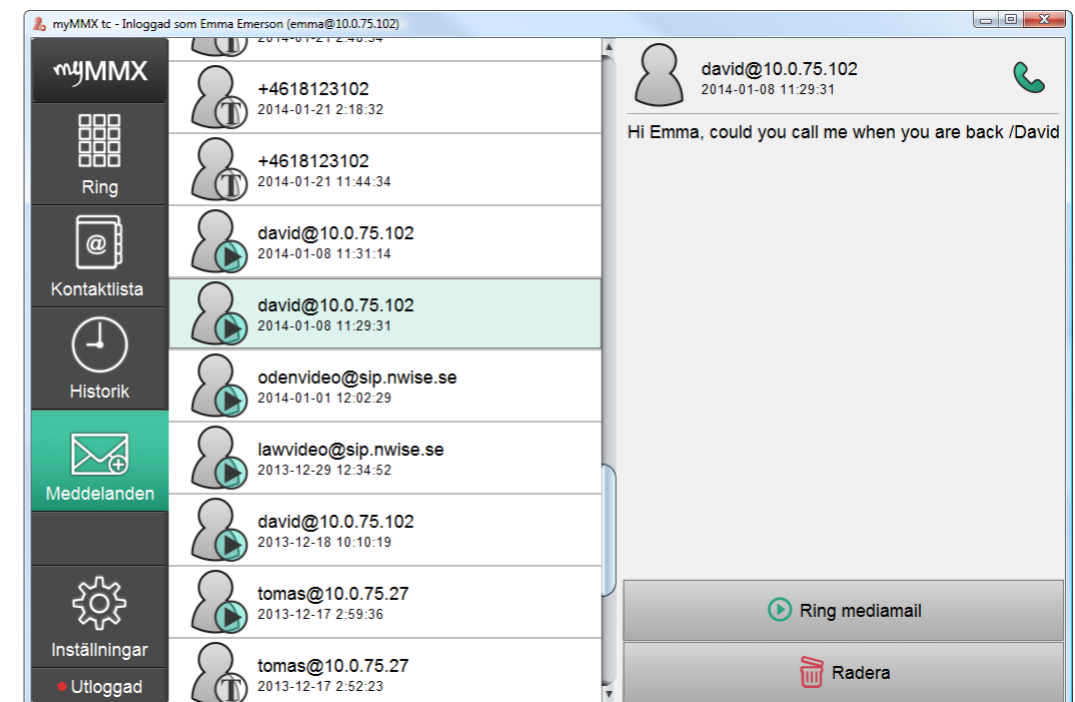 myMMX tc - Inloggad som Emma Emerson (emma@10.0.75.102)
myMMX
Ring
Kontaktlista
Historik
Meddelanden
Inställningar
Utloggad
2014-01-21 2:46:54
+4618123102
2014-01-21 2:18:32
+4618123102
2014-01-21 11:44:34
david@10.0.75.102
2014-01-08 11:31:14
david@10.0.75.102
2014-01-08 11:29:31
odenvideo@sip.nwise.se
2014-01-01 12:02:29
lawvideo@sip.nwise.se
2013-12-29 12:34:52
david@10.0.75.102
2013-12-18 10:10:19
tomas@10.0.75.27
2013-12-17 2:59:36
tomas@10.0.75.27
2013-12-17 2:52:23
david@10.0.75.102
2014-01-08 11:29:31
Hi Emma, could you call me when you are back /David
Ring mediamail
Radera